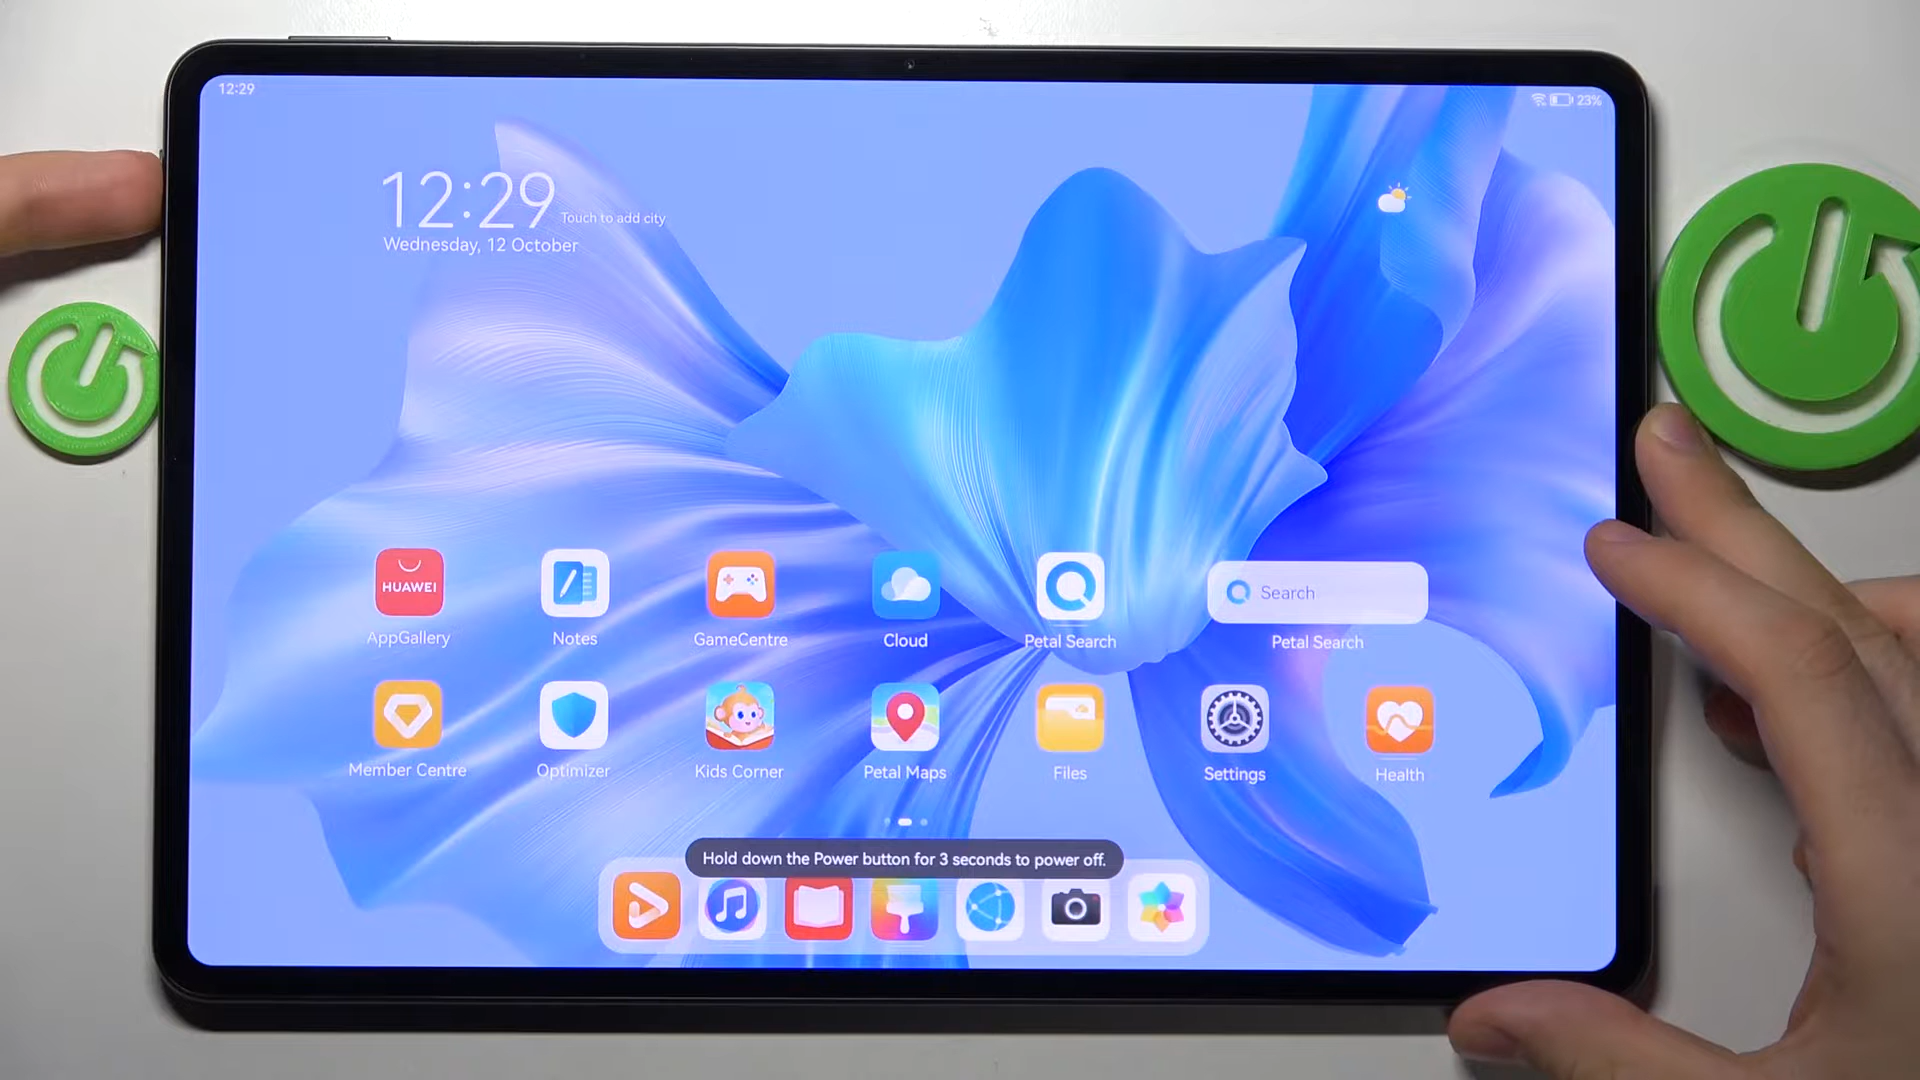 12:29
23%
12:29 Touch to add city
Wednesday, 12 October
HUAWEI
Search
AppGallery
Notes
GameCentre
Cloud
Petal Search
Petal Search
Member Centre
Optimizer
Kids Corner
Petal Maps
Files
Settings
Health
Hold down the Power button for 3 seconds to power off.